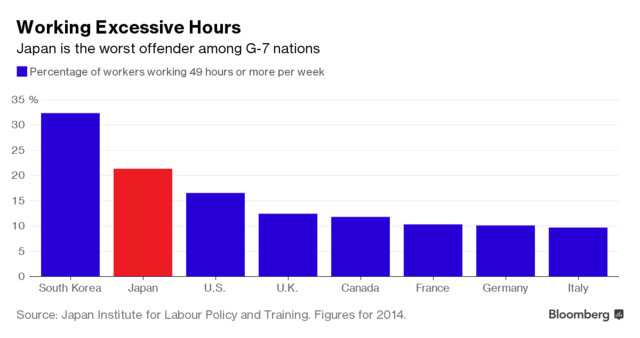 Working Excessive Hours
Japan is the worst offender among G-7 nations
Percentage of workers working 49 hours or more per week
35 %
30
25
20
15
10
5
0
South Korea Japan U.S. U.K. Canada France Germany Italy
Source: Japan Institute for Labour Policy and Training. Figures for 2014.
Bloomberg